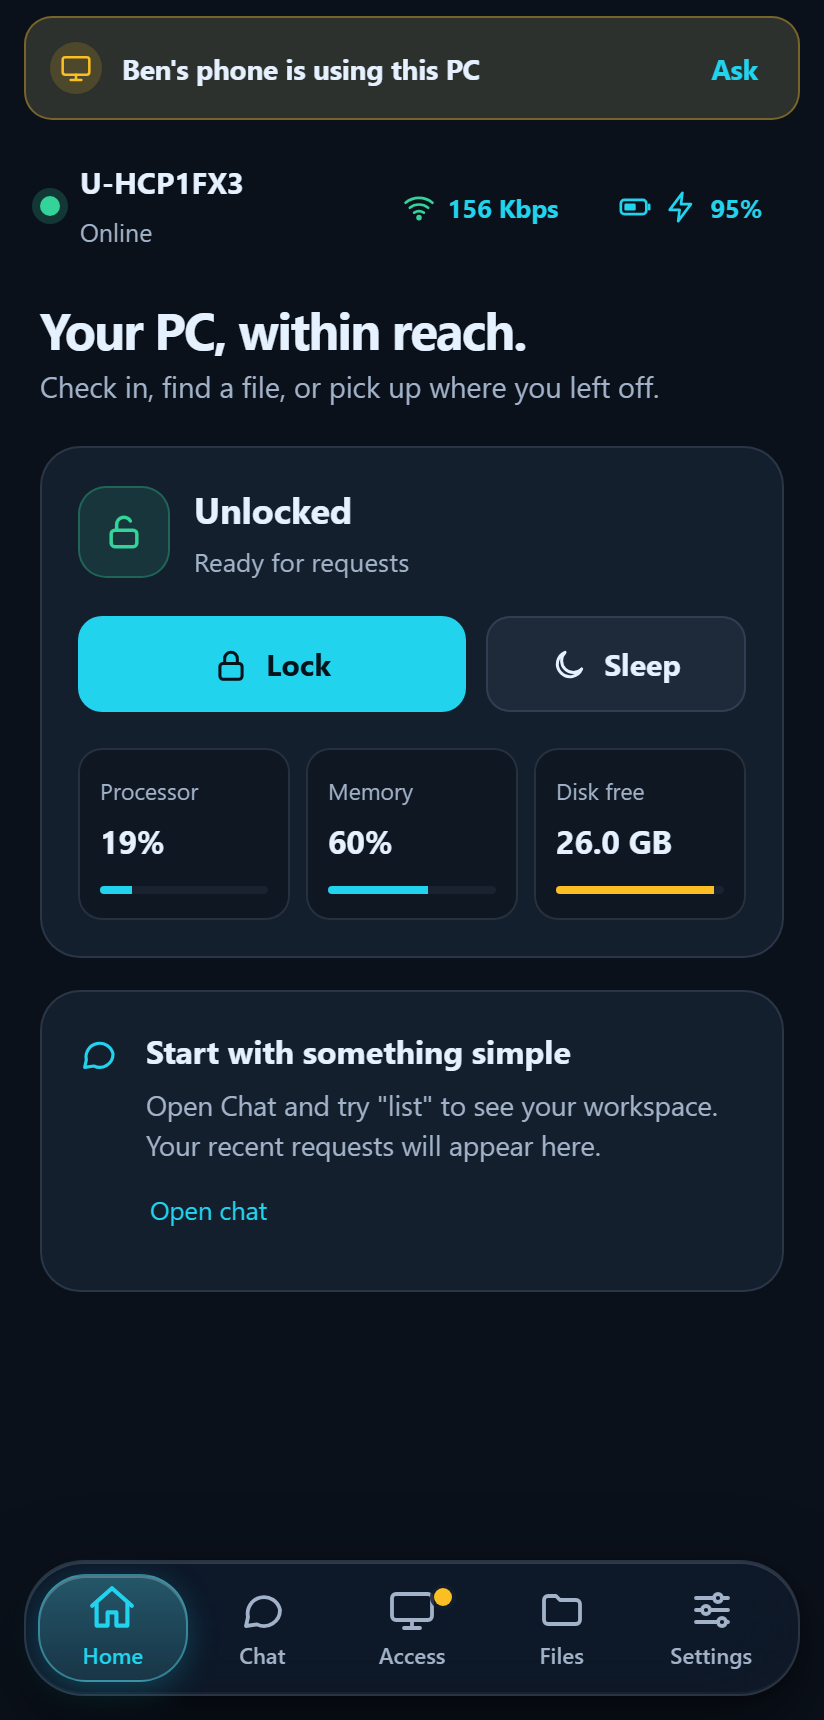 Ben's phone is using this PC
Ask
U-HCP1FX3
Online
156 Kbps
95%
Your PC, within reach.
Check in, find a file, or pick up where you left off.
Unlocked
Ready for requests
Lock
Sleep
Processor
19%
Memory
60%
Disk free
26.0 GB
Start with something simple
Open Chat and try "list" to see your workspace.
Your recent requests will appear here.
Open chat
Home
Chat
Access
Files
Settings